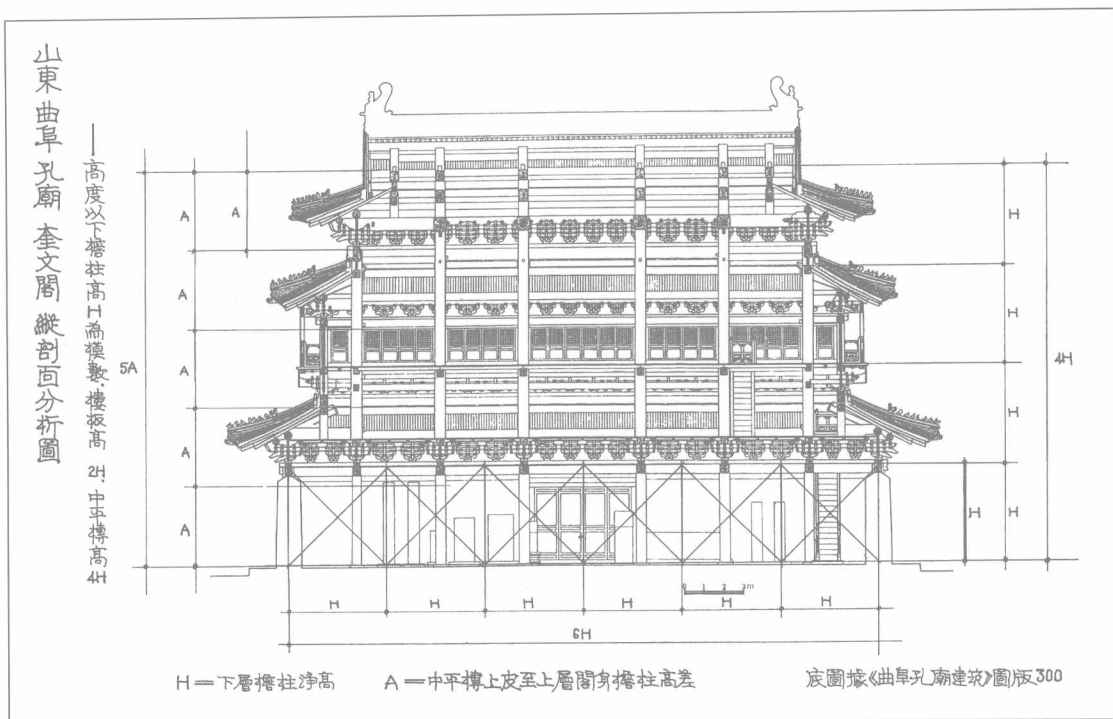 山東曲阜孔廟奎文閣縱剖面分析圖
——高度以下檐柱高H為模數,樓板高2H,中平槫高4H
5A
A
A
A
A
A
A
H
H
H
H
H
4H
0 1 2 3m
H
H
H
H
H
H
6H
H=下層檐柱淨高
A=中平槫上皮至上層閣身檐柱高差
底圖據《曲阜孔廟建筑》圖版300